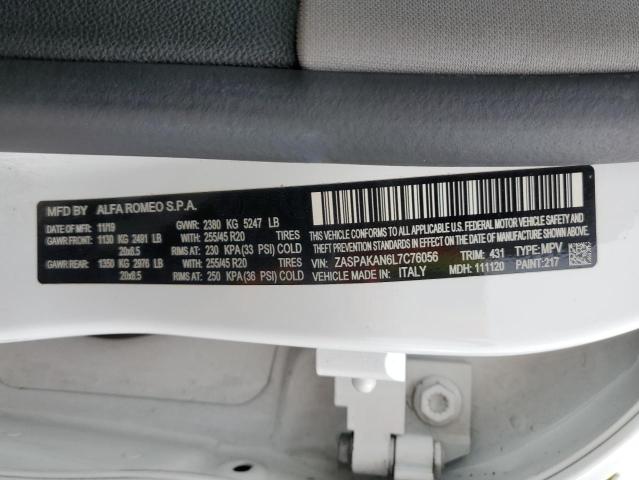 MFD BY ALFA ROMEO S.P.A.
DATE OF MFR: 11/19 GVWR: 2380 KG 5247 LB
GAWR FRONT: 1130 KG 2491 LB WITH 255/45 R20 TIRES
20x8.5 RIMS AT: 230 KPA(33 PSI) COLD
GAWR REAR: 1350 KG 2976 LB WITH 255/45 R20 TIRES
20x8.5 RIMS AT: 250 KPA(36 PSI) COLD
THIS VEHICLE CONFORMS TO ALL APPLICABLE U.S. FEDERAL MOTOR VEHICLE
SAFETY, BUMPER, AND THEFT PREVENTION STANDARDS IN EFFECT ON THE DATE OF MANUFACTURE SHOWN ABOVE.
VIN: ZASPAKAN6L7C76056 TYPE: MPV
VEHICLE MADE IN: ITALY TRIM: 431
MDH: 111120 PAINT: 217